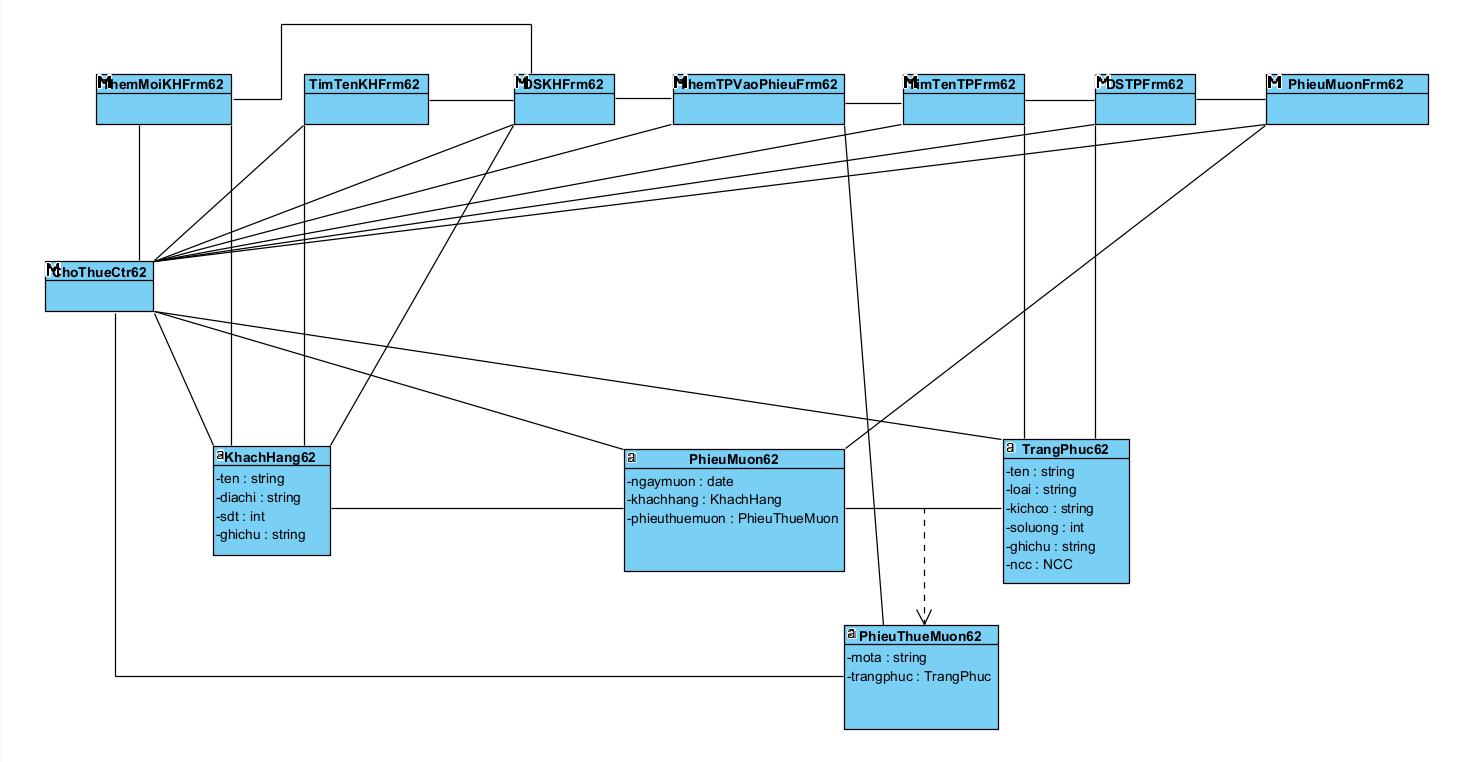 ThemMoiKHFrm62
TimTenKHFrm62
DSKHFrm62
ThemTPVaoPhieuFrm62
TimTenTPFrm62
DSTPFrm62
PhieuMuonFrm62
ChoThueCtr62
KhachHang62
-ten : string
-diachi : string
-sdt : int
-ghichu : string
PhieuMuon62
-ngaymuon : date
-khachhang : KhachHang
-phieuthuemuon : PhieuThueMuon
TrangPhuc62
-ten : string
-loai : string
-kichco : string
-soluong : int
-ghichu : string
-ncc : NCC
PhieuThueMuon62
-mota : string
-trangphuc : TrangPhuc